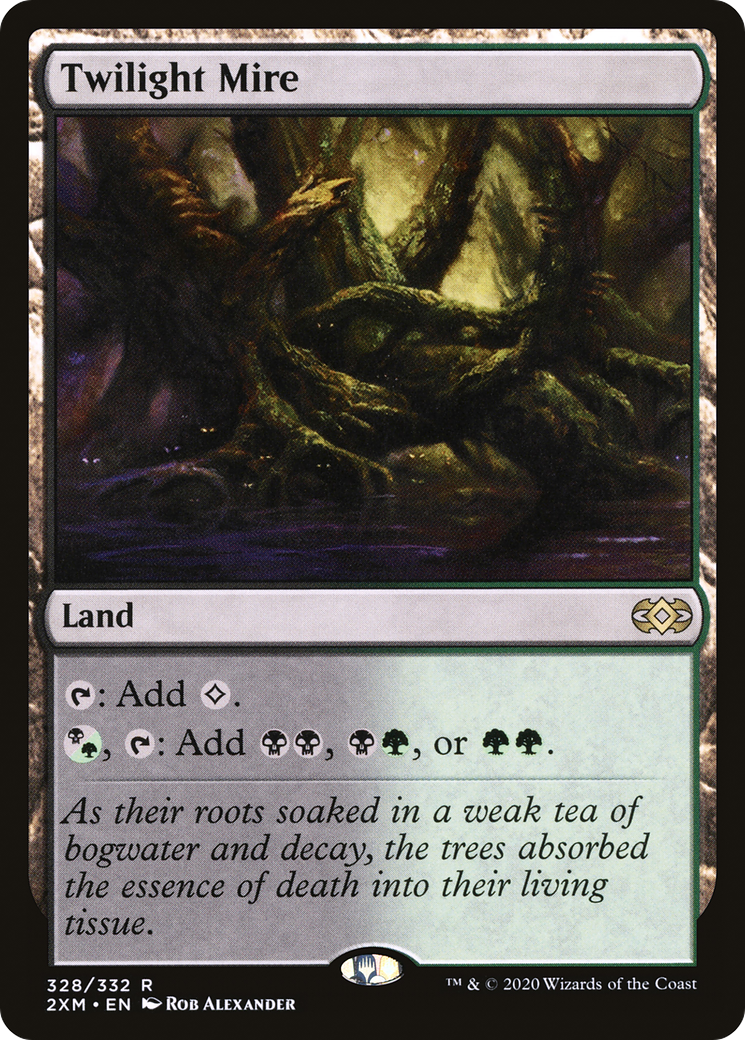 Twilight Mire
Land
: Add .
, : Add , , or .
As their roots soaked in a weak tea of
bogwater and decay, the trees absorbed
the essence of death into their living
tissue.
328/332 R
2XM • EN Rob Alexander
™ & © 2020 Wizards of the Coast